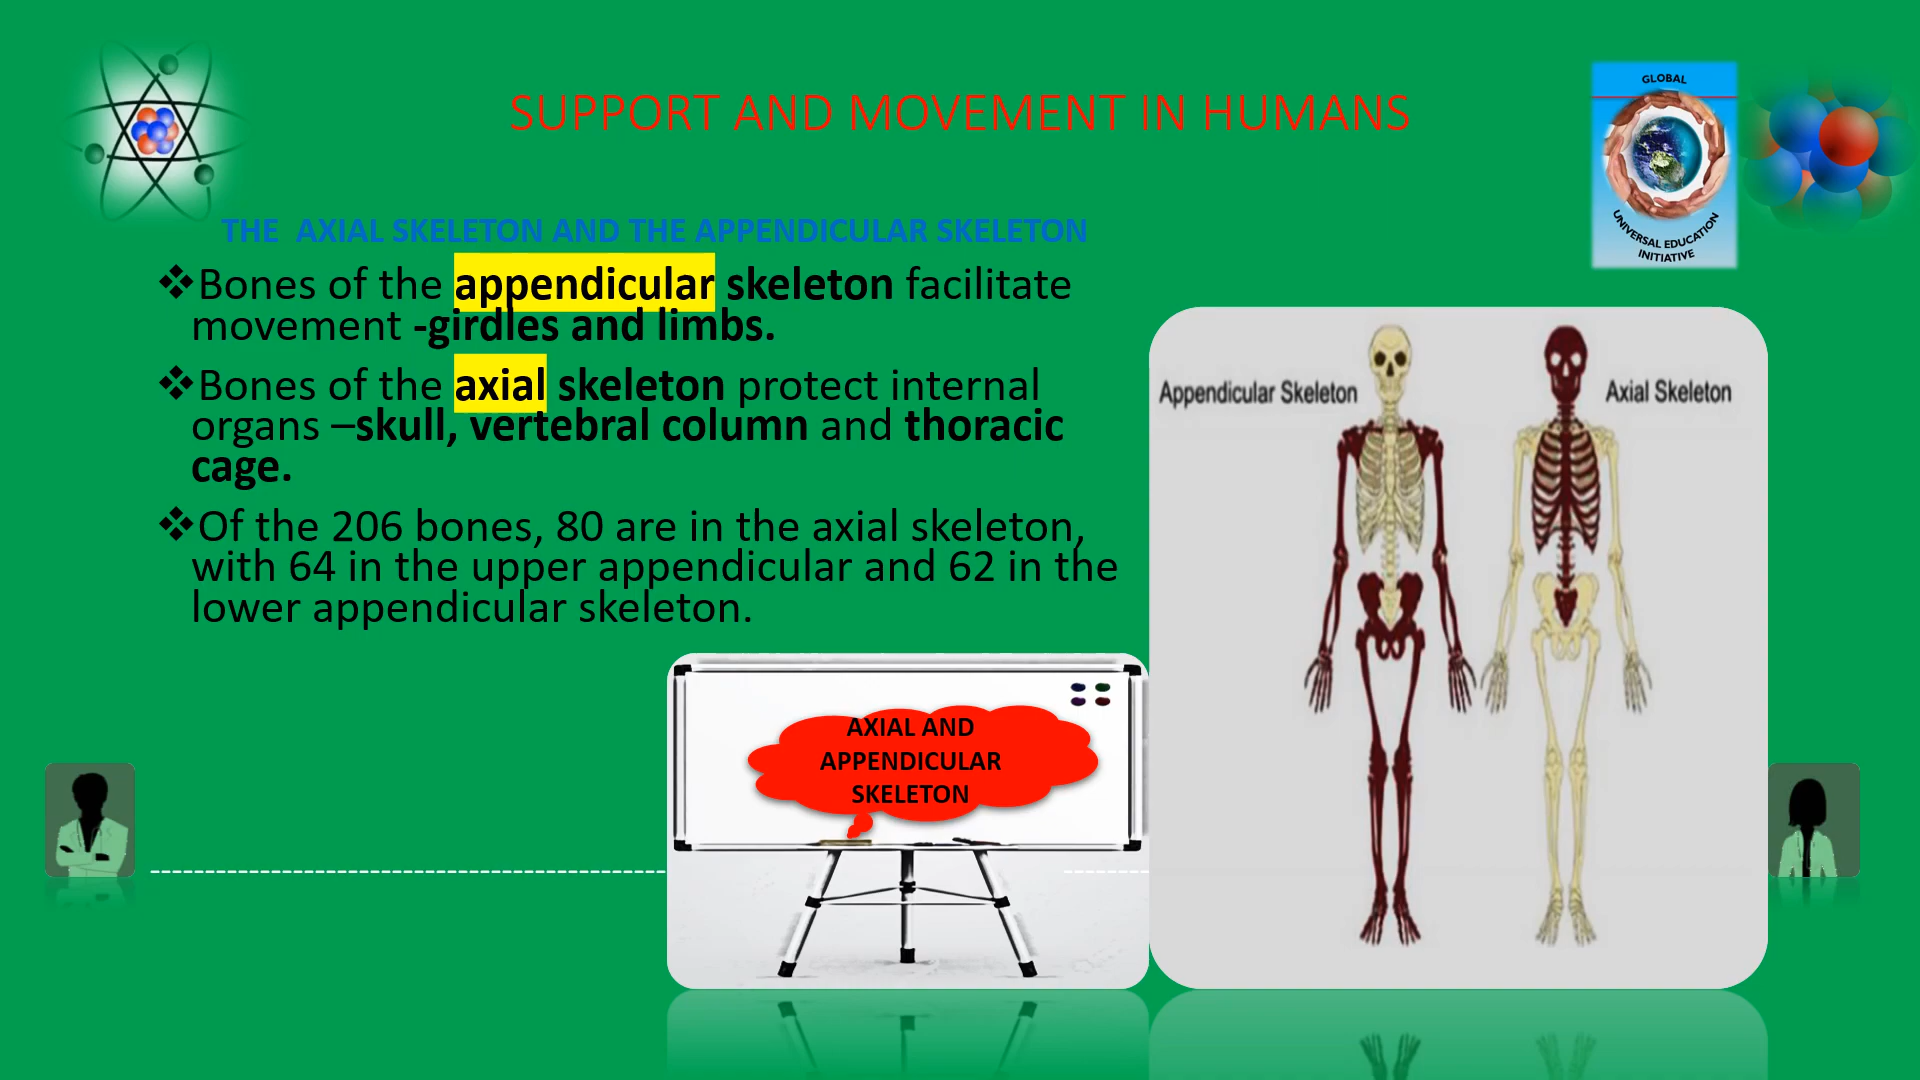 SUPPORT AND MOVEMENT IN HUMANS
GLOBAL
UNIVERSAL EDUCATION
INITIATIVE
THE  AXIAL SKELETON AND THE APPENDICULAR SKELETON
❖Bones of the appendicular skeleton facilitate
movement -girdles and limbs.
❖Bones of the axial skeleton protect internal
organs –skull, vertebral column and thoracic
cage.
❖Of the 206 bones, 80 are in the axial skeleton,
with 64 in the upper appendicular and 62 in the
lower appendicular skeleton.
Appendicular Skeleton
Axial Skeleton
AXIAL AND
APPENDICULAR
SKELETON